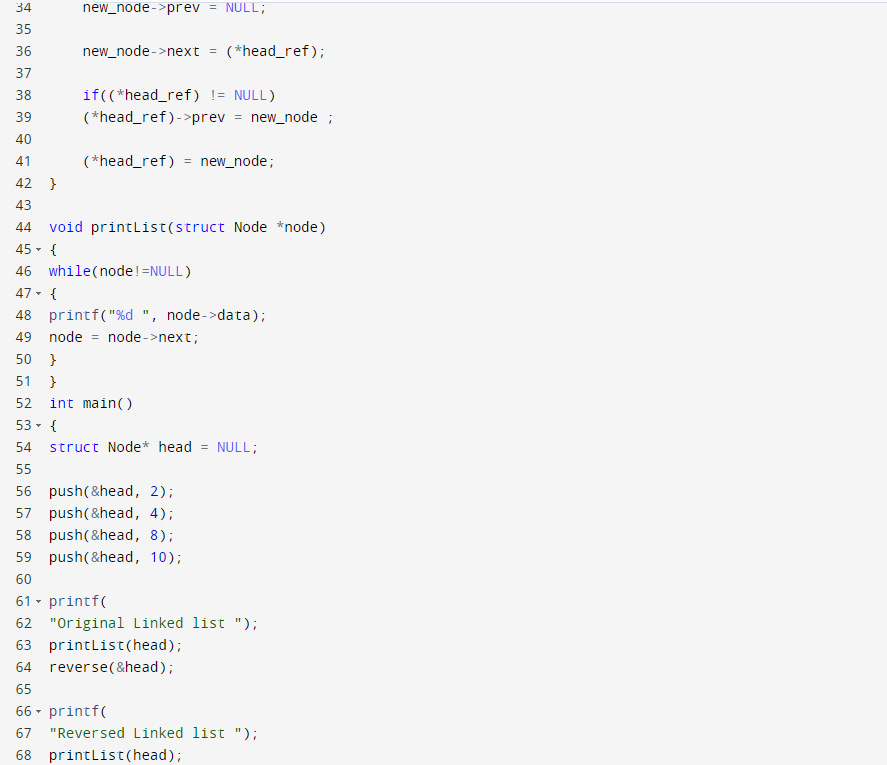 34 new_node->prev = NULL;
35
36 new_node->next = (*head_ref);
37
38 if((*head_ref) != NULL)
39 (*head_ref)->prev = new_node ;
40
41 (*head_ref) = new_node;
42 }
43
44 void printList(struct Node *node)
45 {
46 while(node!=NULL)
47 {
48 printf("%d ", node->data);
49 node = node->next;
50 }
51 }
52 int main()
53 {
54 struct Node* head = NULL;
55
56 push(&head, 2);
57 push(&head, 4);
58 push(&head, 8);
59 push(&head, 10);
60
61 printf(
62 "Original Linked list ");
63 printList(head);
64 reverse(&head);
65
66 printf(
67 "Reversed Linked list ");
68 printList(head);